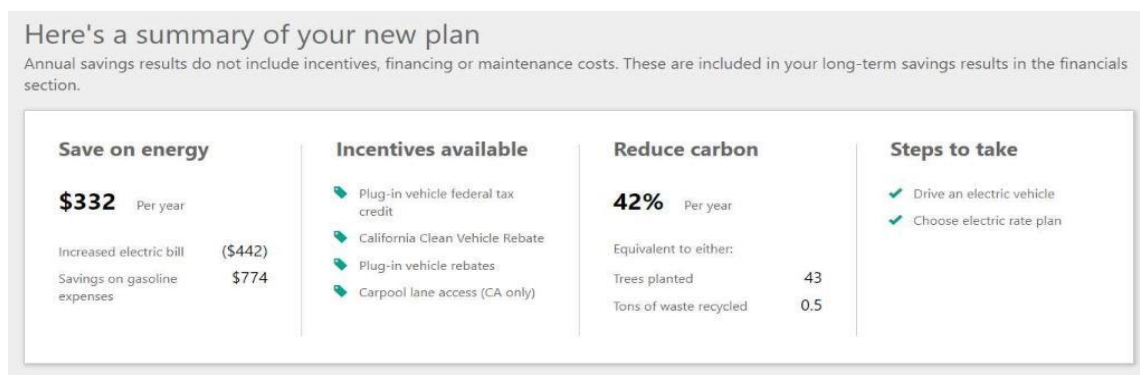 Here's a summary of your new plan
Annual savings results do not include incentives, financing or maintenance costs. These are included in your long-term savings results in the financials
section.
Save on energy
$332 Per year
Increased electric bill ($442)
Savings on gasoline $774
expenses
Incentives available
Plug-in vehicle federal tax
credit
California Clean Vehicle Rebate
Plug-in vehicle rebates
Carpool lane access (CA only)
Reduce carbon
42% Per year
Equivalent to either:
Trees planted 43
Tons of waste recycled 0.5
Steps to take
Drive an electric vehicle
Choose electric rate plan